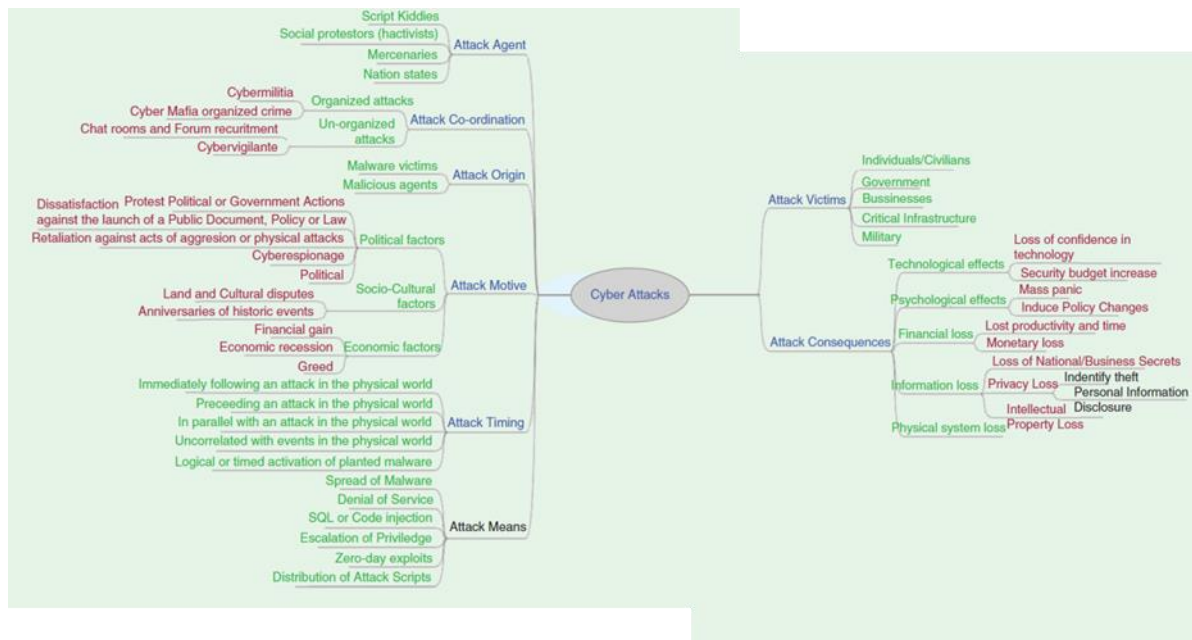 Script Kiddies
Social protestors (hactivists)
Mercenaries
Nation states
Attack Agent
Cybermilitia
Cyber Mafia organized crime
Organized attacks
Chat rooms and Forum recuritment
Cybervigilante
Un-organized
attacks
Attack Co-ordination
Malware victims
Malicious agents
Attack Origin
Protest Political or Government Actions
Dissatisfaction
against the launch of a Public Document, Policy or Law
Retaliation against acts of aggresion or physical attacks
Cyberespionage
Political
Political factors
Land and Cultural disputes
Anniversaries of historic events
Socio-Cultural
factors
Financial gain
Economic recession
Greed
Economic factors
Attack Motive
Immediately following an attack in the physical world
Preceeding an attack in the physical world
In parallel with an attack in the physical world
Uncorrelated with events in the physical world
Logical or timed activation of planted malware
Attack Timing
Spread of Malware
Denial of Service
SQL or Code injection
Escalation of Priviledge
Zero-day exploits
Distribution of Attack Scripts
Attack Means
Cyber Attacks
Attack Victims
Individuals/Civilians
Government
Bussinesses
Critical Infrastructure
Military
Attack Consequences
Technological effects
Loss of confidence in
technology
Security budget increase
Psychological effects
Mass panic
Induce Policy Changes
Financial loss
Lost productivity and time
Monetary loss
Information loss
Loss of National/Business Secrets
Privacy Loss
Indentify theft
Personal Information
Disclosure
Intellectual
Property Loss
Physical system loss